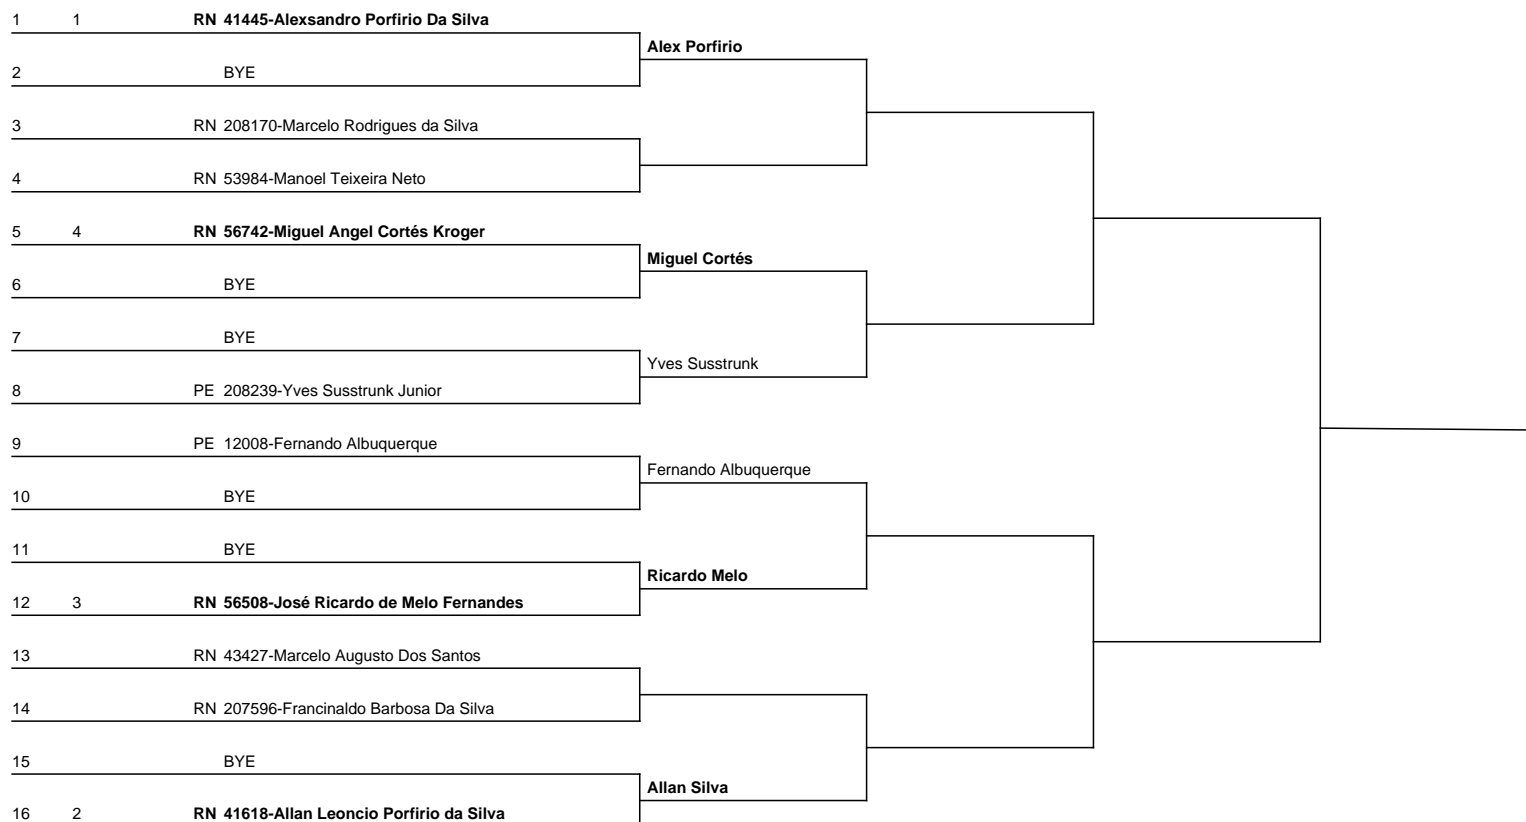 1 1 RN 41445-Alexsandro Porfirio Da Silva
Alex Porfirio
2 BYE
3 RN 208170-Marcelo Rodrigues da Silva
4 RN 53984-Manoel Teixeira Neto
5 4 RN 56742-Miguel Angel Cortés Kroger
Miguel Cortés
6 BYE
7 BYE
Yves Susstrunk
8 PE 208239-Yves Susstrunk Junior
9 PE 12008-Fernando Albuquerque
Fernando Albuquerque
10 BYE
11 BYE
Ricardo Melo
12 3 RN 56508-José Ricardo de Melo Fernandes
13 RN 43427-Marcelo Augusto Dos Santos
14 RN 207596-Francinaldo Barbosa Da Silva
15 BYE
Allan Silva
16 2 RN 41618-Allan Leoncio Porfirio da Silva